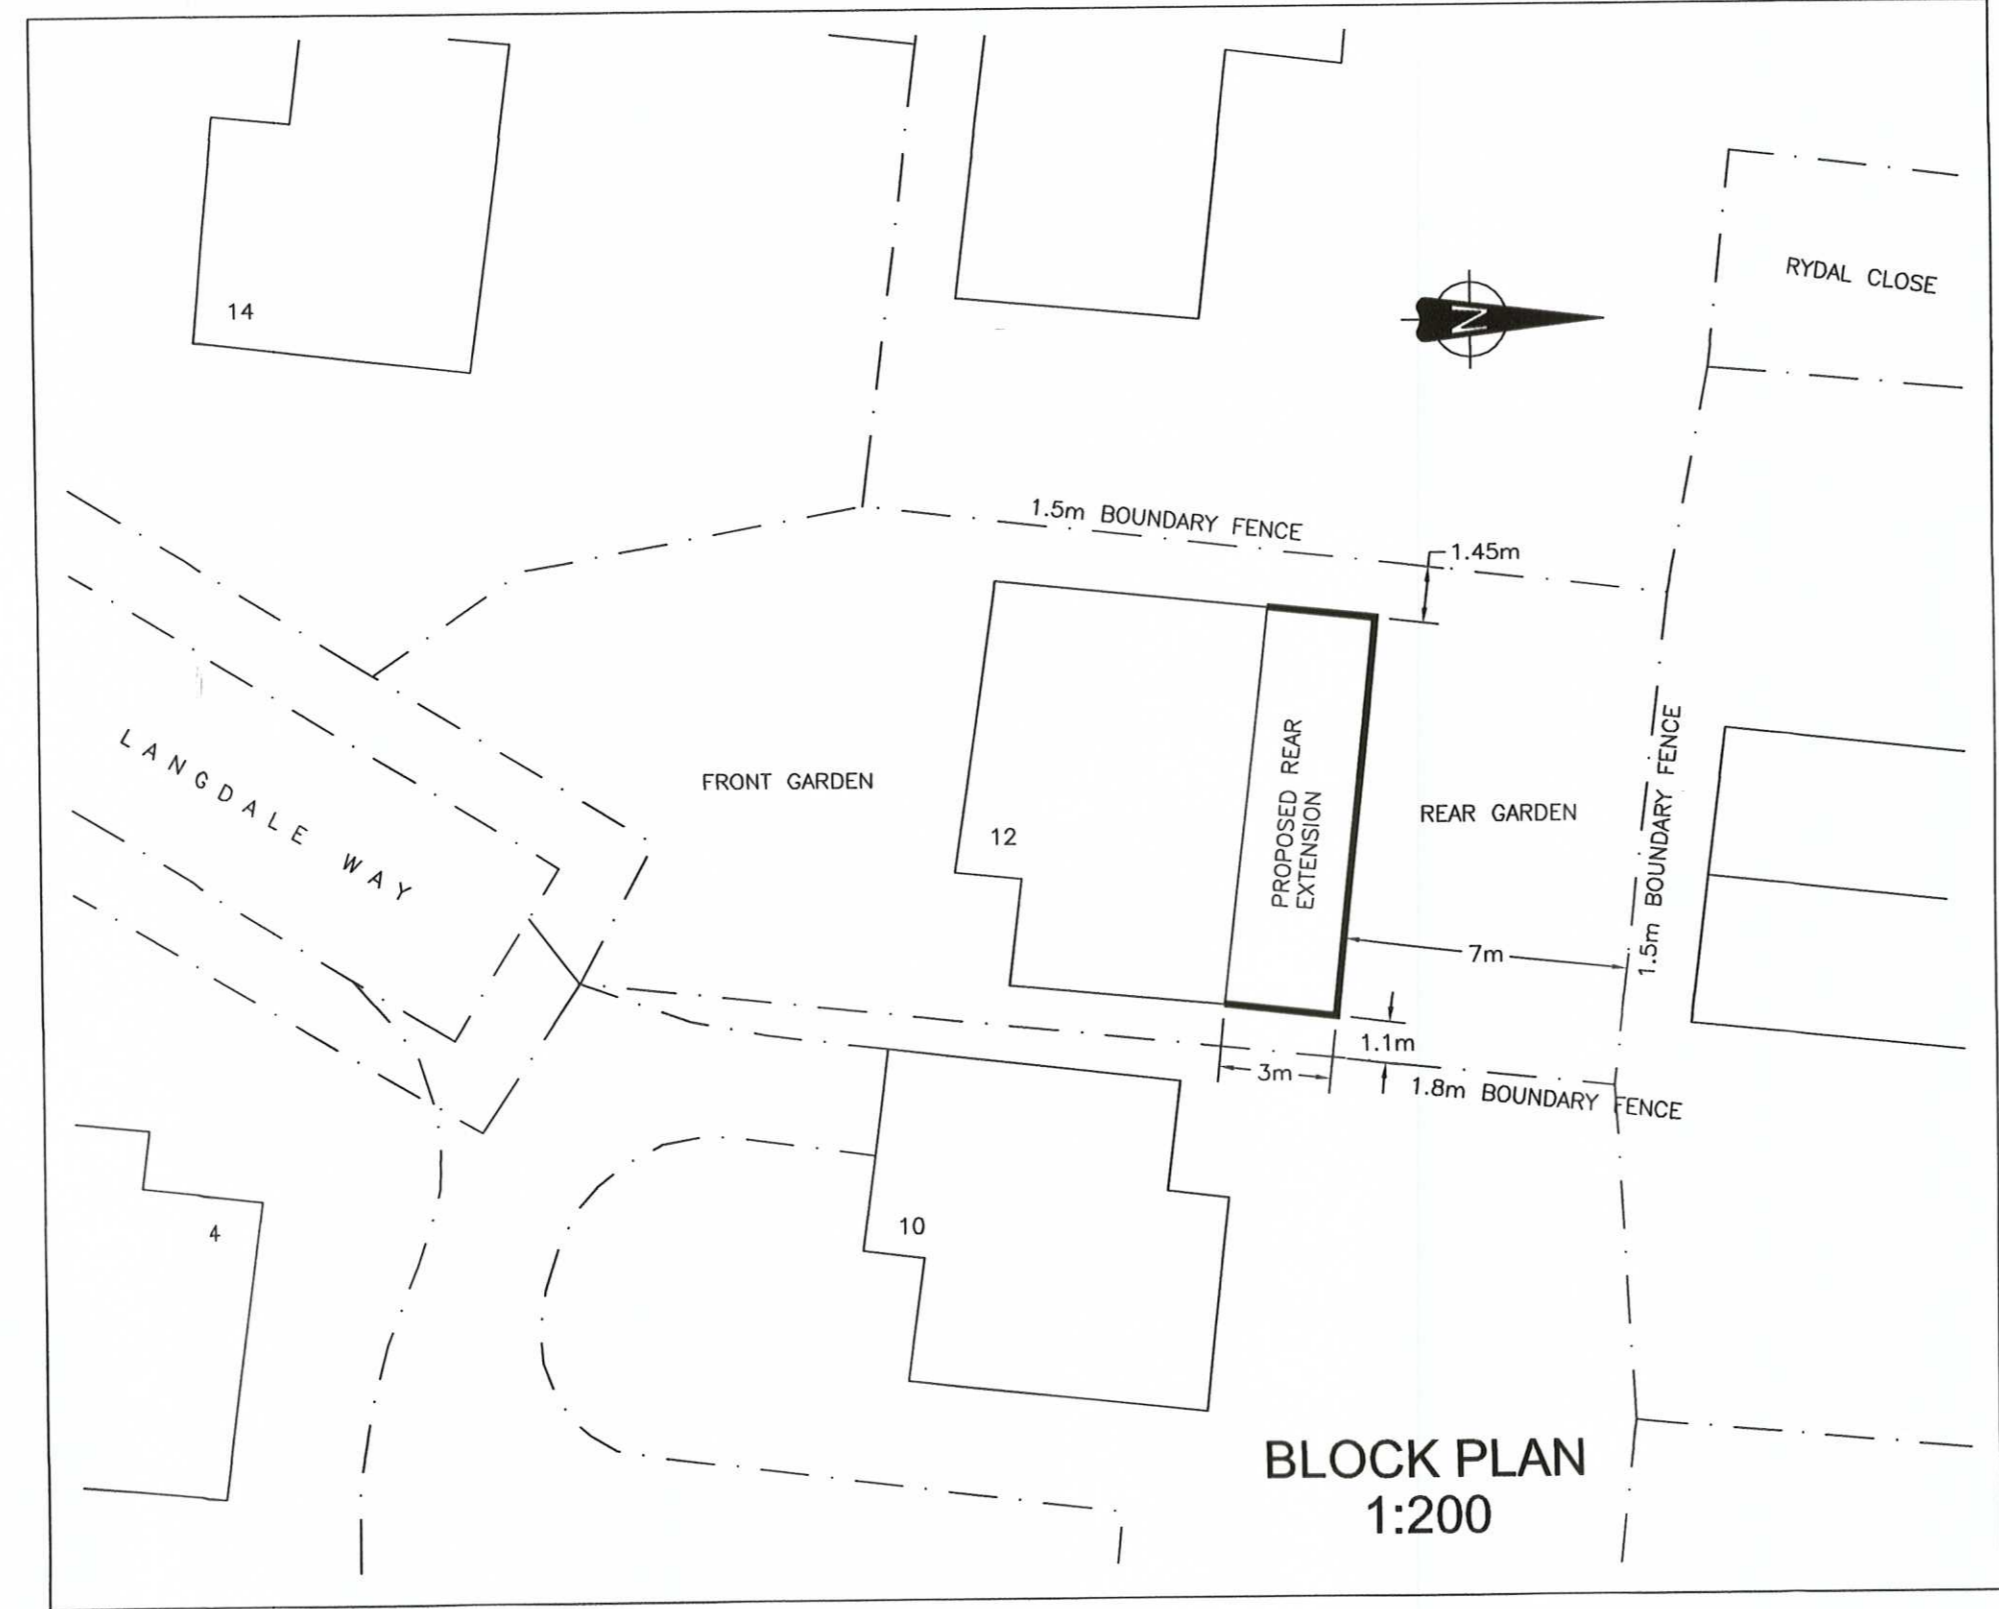 14
RYDAL CLOSE
N
1.5m BOUNDARY FENCE
1.45m
LANGDALE WAY
FRONT GARDEN
12
PROPOSED REAR
EXTENSION
REAR GARDEN
1.5m BOUNDARY FENCE
7m
1.1m
3m
1.8m BOUNDARY FENCE
4
10
BLOCK PLAN
1:200